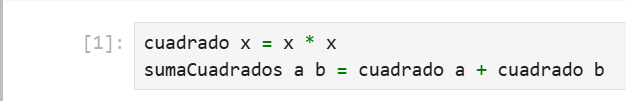 [1]: cuadrado x = x * x
sumaCuadrados a b = cuadrado a + cuadrado b